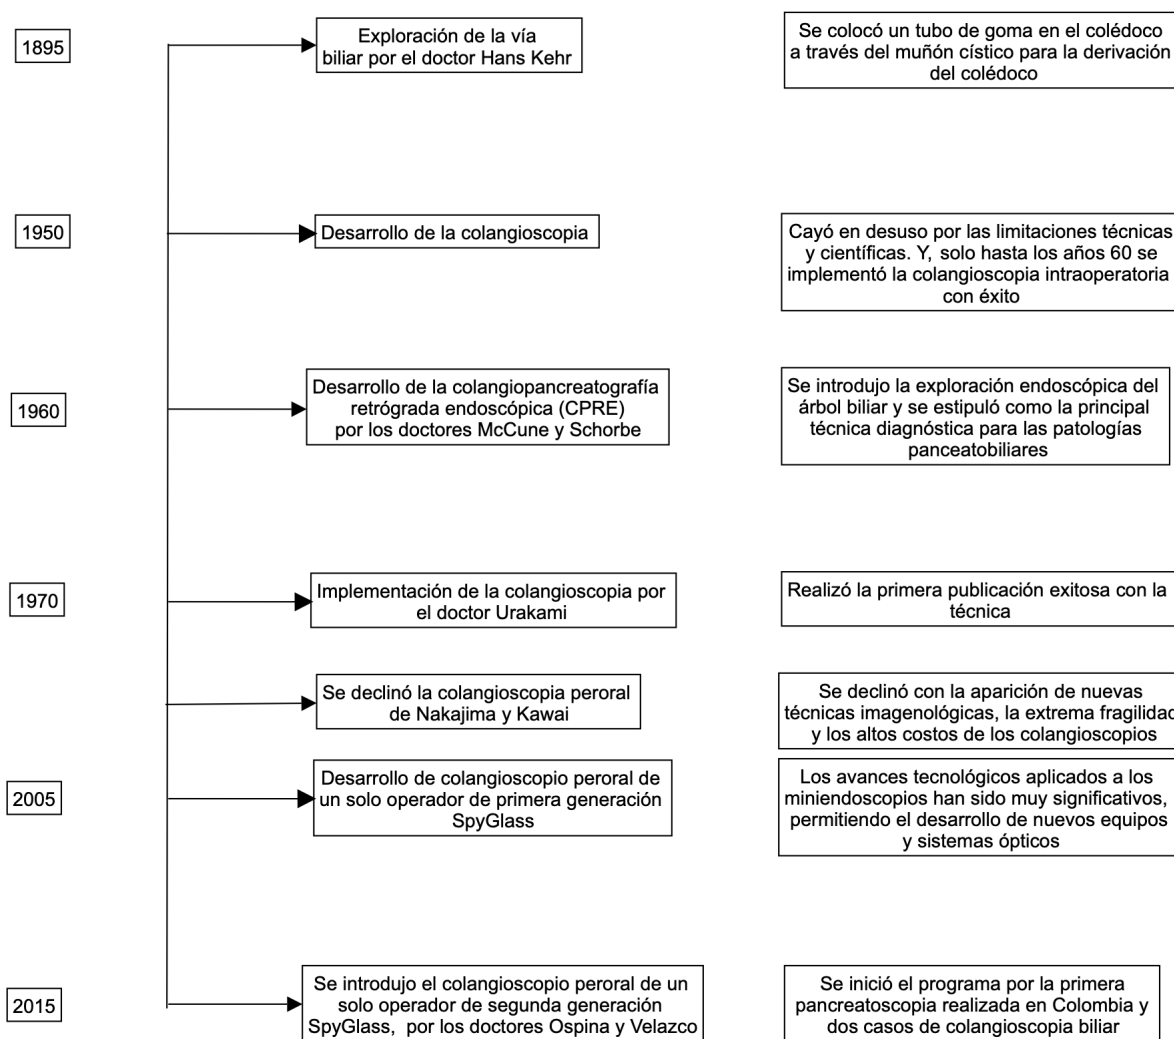 1895
Exploración de la vía
biliar por el doctor Hans Kehr
Se colocó un tubo de goma en el colédoco
a través del muñón cístico para la derivación
del colédoco
1950
Desarrollo de la colangioscopia
Cayó en desuso por las limitaciones técnicas
y científicas. Y, solo hasta los años 60 se
implementó la colangioscopia intraoperatoria
con éxito
1960
Desarrollo de la colangiopancreatografía
retrógrada endoscópica (CPRE)
por los doctores McCune y Schorbe
Se introdujo la exploración endoscópica del
árbol biliar y se estipuló como la principal
técnica diagnóstica para las patologías
panceatobiliares
1970
Implementación de la colangioscopia por
el doctor Urakami
Realizó la primera publicación exitosa con la
técnica
Se declinó la colangioscopia peroral
de Nakajima y Kawai
Se declinó con la aparición de nuevas
técnicas imagenológicas, la extrema fragilidad
y los altos costos de los colangioscopios
2005
Desarrollo de colangioscopio peroral de
un solo operador de primera generación
SpyGlass
Los avances tecnológicos aplicados a los
miniendoscopios han sido muy significativos,
permitiendo el desarrollo de nuevos equipos
y sistemas ópticos
2015
Se introdujo el colangioscopio peroral de un
solo operador de segunda generación
SpyGlass, por los doctores Ospina y Velazco
Se inició el programa por la primera
pancreatoscopia realizada en Colombia y
dos casos de colangioscopia biliar